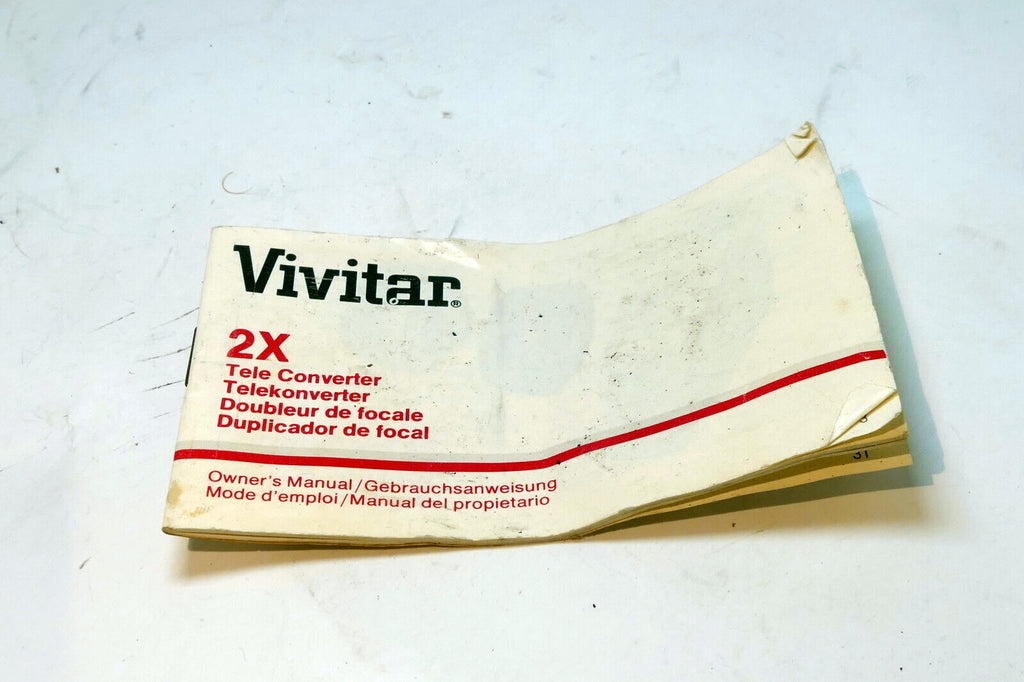 Vivitar®
2X
Tele Converter
Telekonverter
Doubleur de focale
Duplicador de focal
Owner's Manual/Gebrauchsanweisung
Mode d'emploi/Manual del propietario
31